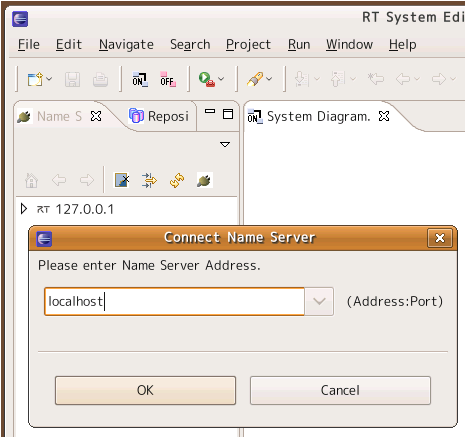 RT System Edi
File Edit Navigate Search Project Run Window Help
ON OFF
Name S Reposi ON System Diagram.
RT 127.0.0.1
Connect Name Server
Please enter Name Server Address.
localhost (Address:Port)
OK Cancel